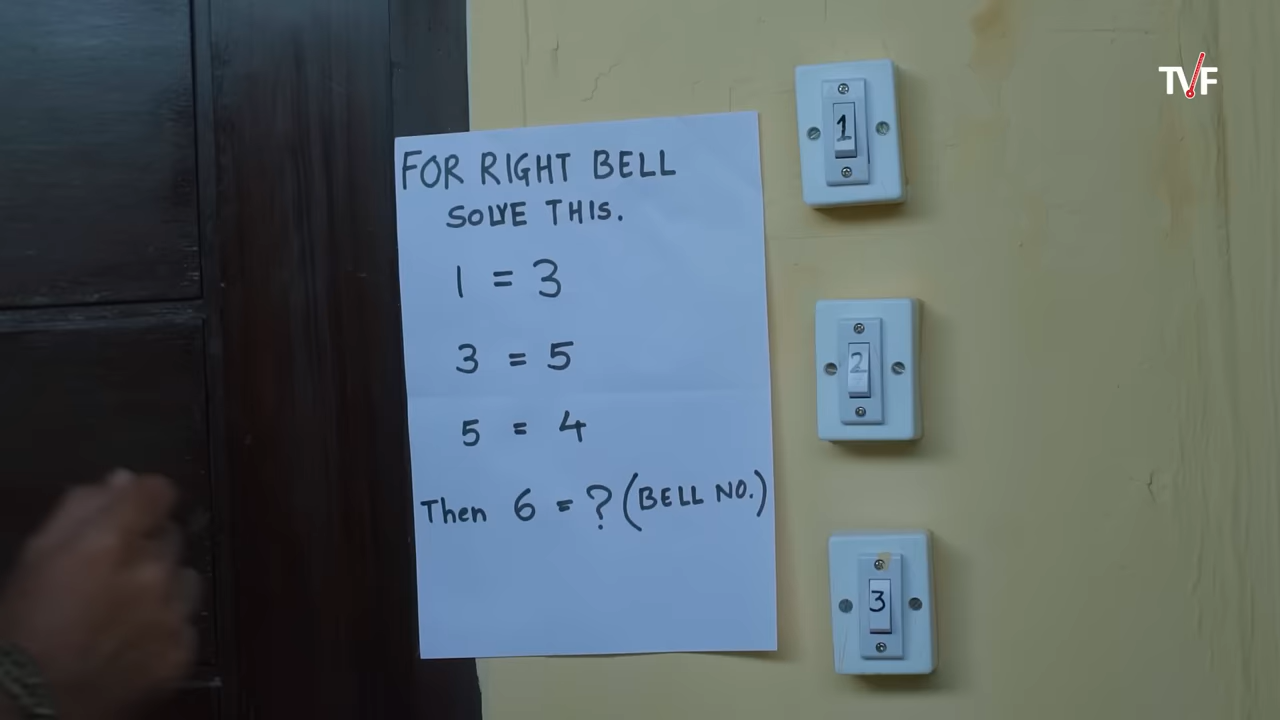 FOR RIGHT BELL
SOLVE THIS.
1 = 3
3 = 5
5 = 4
Then 6 = ? (BELL NO.)
1
2
3
TVF